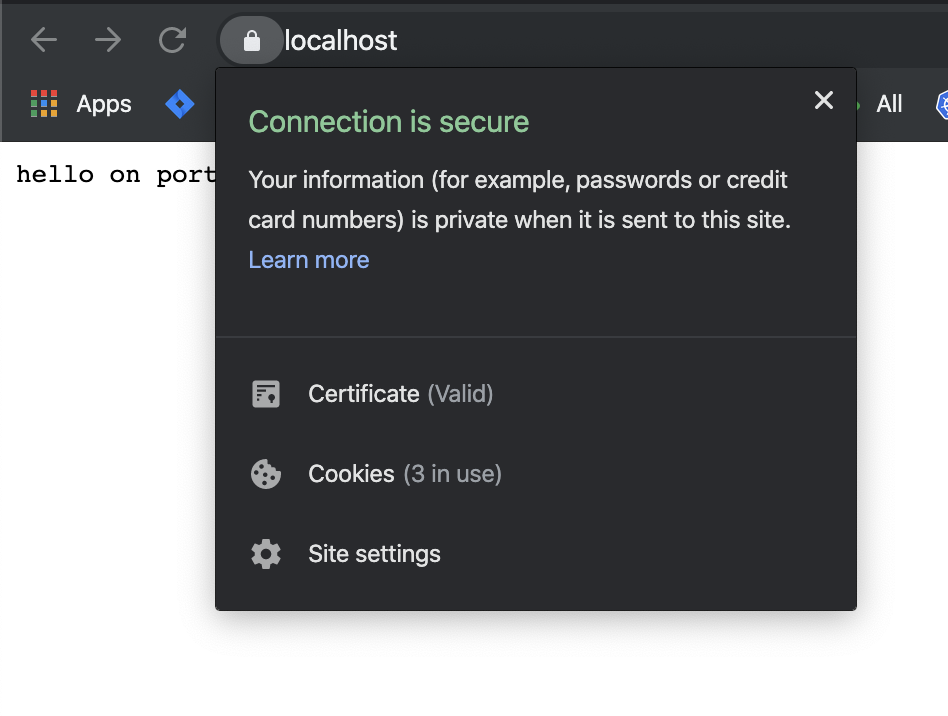 localhost
Apps
All
hello on port
Connection is secure
Your information (for example, passwords or credit
card numbers) is private when it is sent to this site.
Learn more
Certificate (Valid)
Cookies (3 in use)
Site settings